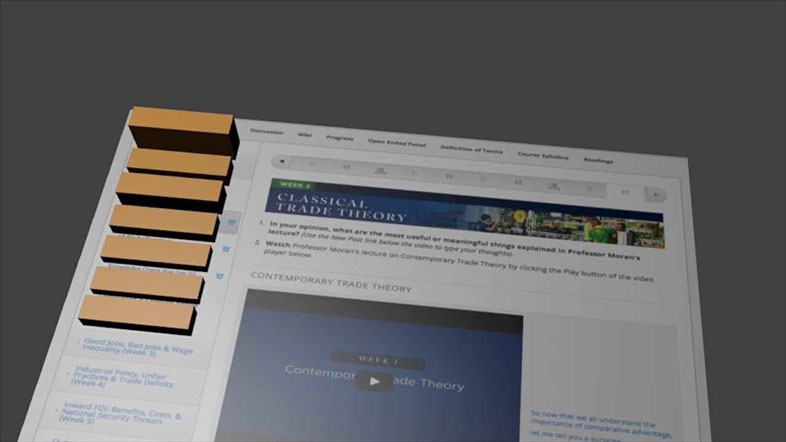 Discussion Wiki Progress Open Ended Panel Definition of Terms Course Syllabus Readings
WEEK 2
CLASSICAL
TRADE THEORY
1. In your opinion, what are the most useful or meaningful things explained in Professor Moran's
lecture? (Use the New Post link below the video to type your thoughts).
2. Watch Professor Moran's lecture on Contemporary Trade Theory by clicking the Play button of the video
player below.
CONTEMPORARY TRADE THEORY
WEEK 2
Contemporary Trade Theory
Good Jobs, Bad Jobs & Wage
Inequality (Week 3)
Industrial Policy, Unfair
Practices & Trade Deficits
(Week 4)
Inward FDI: Benefits, Costs, &
National Security Threats
(Week 5)
So now that we all understand the
importance of comparative advantage,
let me tell you a